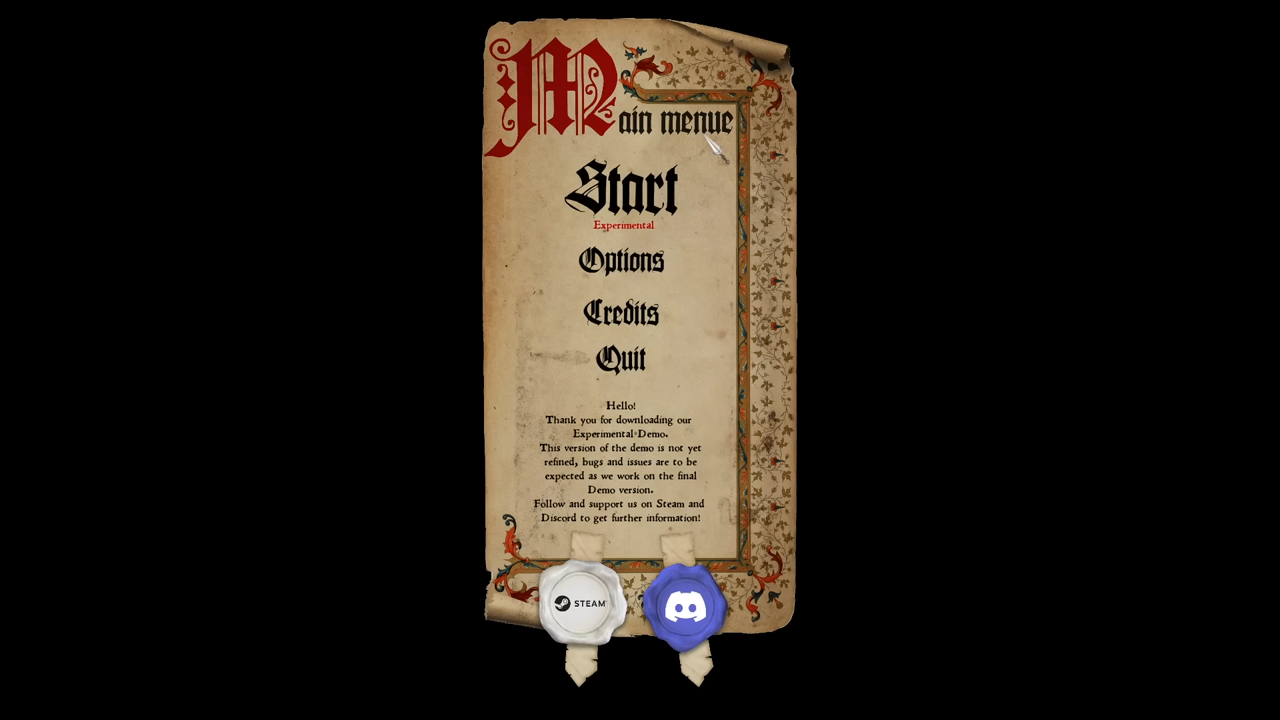 Main menue
Start
Experimental
Options
Credits
Quit
Hello!
Thank you for downloading our
Experimental Demo.
This version of the demo is not yet
refined, bugs and issues are to be
expected as we work on the final
Demo version.
Follow and support us on Steam and
Discord to get further information!
STEAM